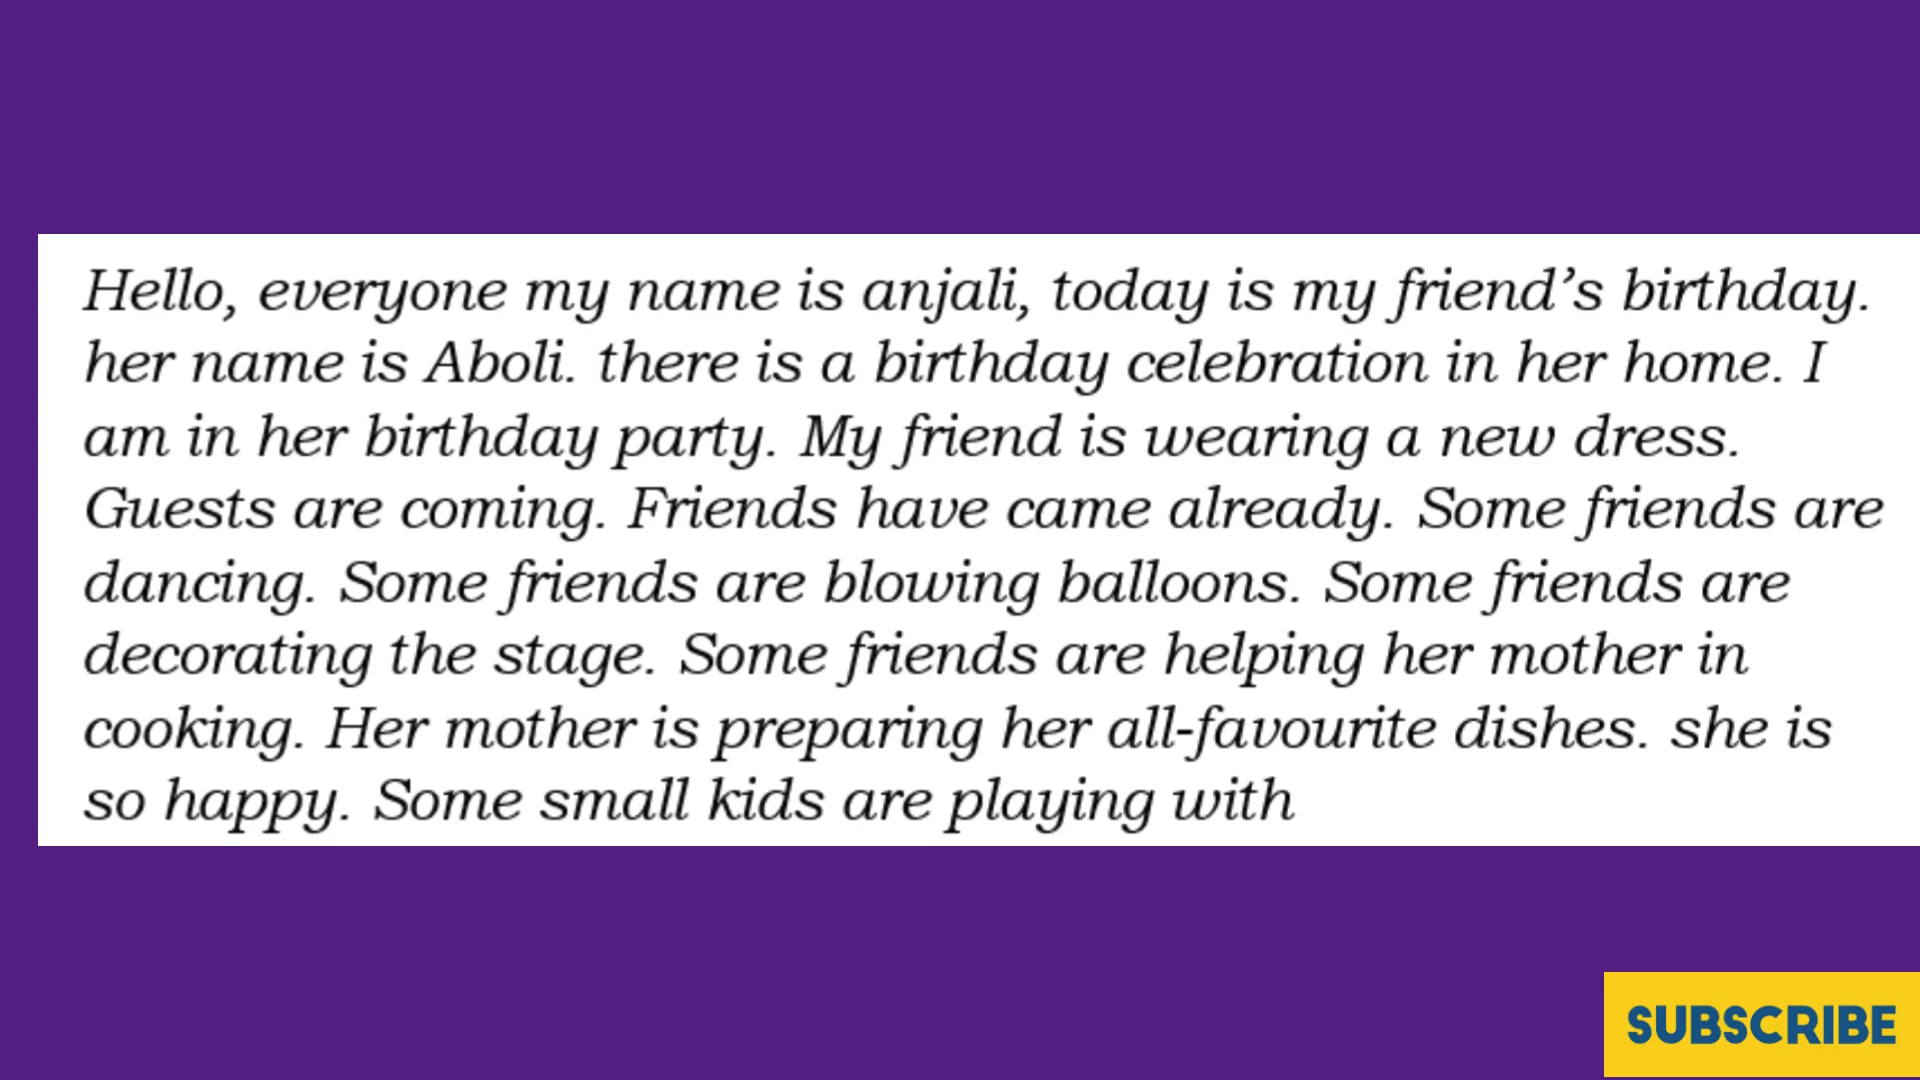 Hello, everyone my name is anjali, today is my friend’s birthday.
her name is Aboli. there is a birthday celebration in her home. I
am in her birthday party. My friend is wearing a new dress.
Guests are coming. Friends have came already. Some friends are
dancing. Some friends are blowing balloons. Some friends are
decorating the stage. Some friends are helping her mother in
cooking. Her mother is preparing her all-favourite dishes. she is
so happy. Some small kids are playing with
SUBSCRIBE